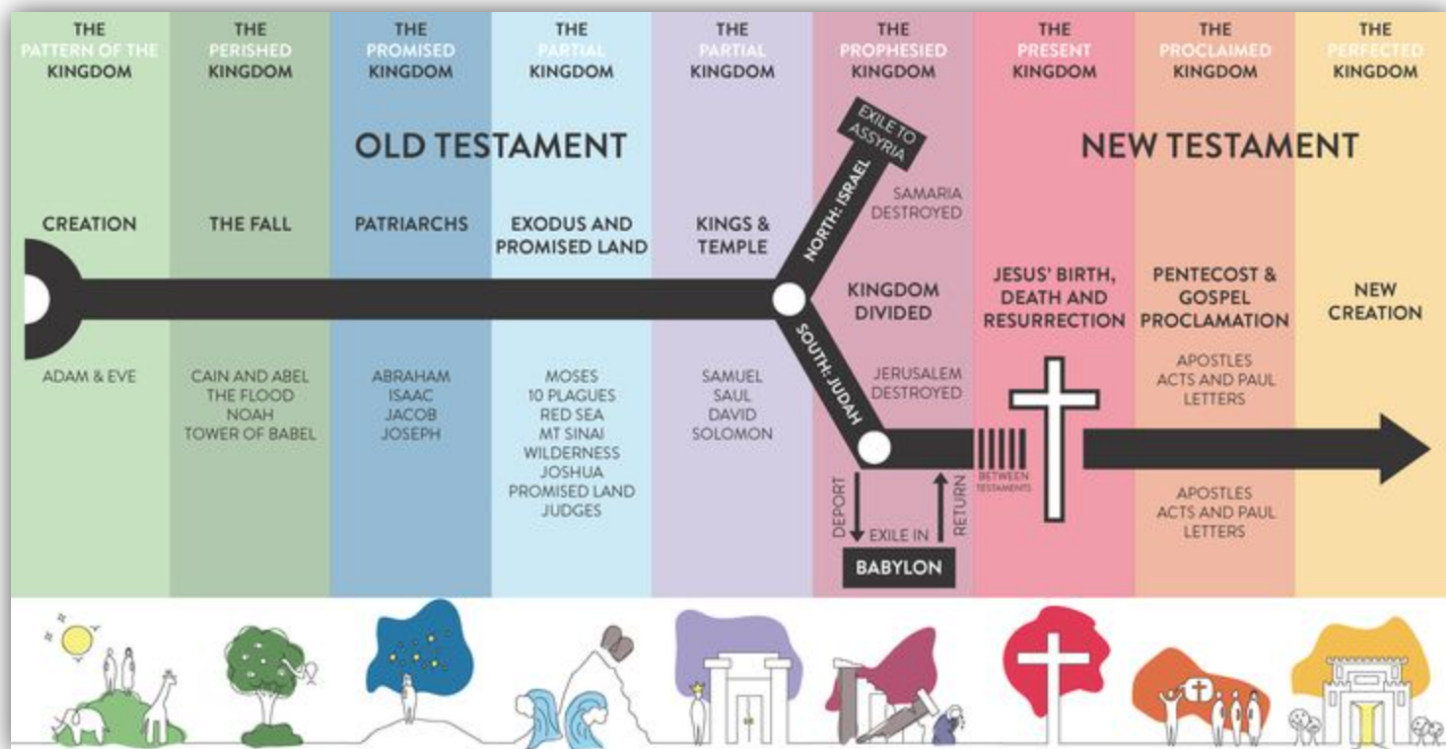 THE
PATTERN OF THE
KINGDOM
THE
PERISHED
KINGDOM
THE
PROMISED
KINGDOM
THE
PARTIAL
KINGDOM
THE
PARTIAL
KINGDOM
THE
PROPHESIED
KINGDOM
THE
PRESENT
KINGDOM
THE
PROCLAIMED
KINGDOM
THE
PERFECTED
KINGDOM
OLD TESTAMENT
NEW TESTAMENT
CREATION
ADAM & EVE
THE FALL
CAIN AND ABEL
THE FLOOD
NOAH
TOWER OF BABEL
PATRIARCHS
ABRAHAM
ISAAC
JACOB
JOSEPH
EXODUS AND
PROMISED LAND
MOSES
10 PLAGUES
RED SEA
MT SINAI
WILDERNESS
JOSHUA
PROMISED LAND
JUDGES
KINGS &
TEMPLE
SAMUEL
SAUL
DAVID
SOLOMON
EXILE TO
ASSYRIA
NORTH: ISRAEL
SAMARIA
DESTROYED
KINGDOM
DIVIDED
SOUTH: JUDAH
JERUSALEM
DESTROYED
DEPORT
EXILE IN
RETURN
BABYLON
BETWEEN
TESTAMENTS
JESUS' BIRTH,
DEATH AND
RESURRECTION
PENTECOST &
GOSPEL
PROCLAMATION
APOSTLES
ACTS AND PAUL
LETTERS
APOSTLES
ACTS AND PAUL
LETTERS
NEW
CREATION